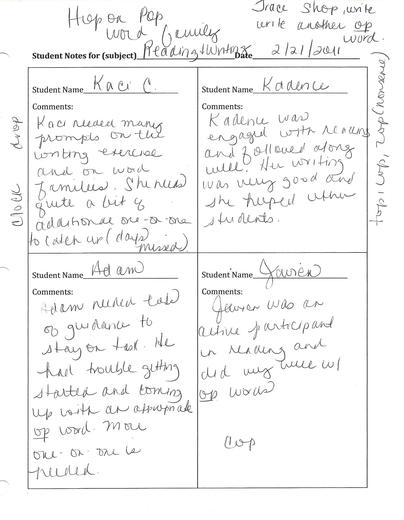 Hop on Pop
word family
Trace Shop, write
write another op
word.
Student Notes for (subject) Reading & Writing Date 2/21/2011
Student Name Kaci C.
Comments:
Kaci needed many
prompts on the
writing exercise
and on word
families. She needs
quite a bit of
additional one-on-one
to catch up (days
missed)
Student Name Kadence
Comments:
Kadence was
engaged with reading
and followed along
well. Her writing
was very good and
she helped other
students.
Student Name Adam
Comments:
Adam needed lots
of guidance to
stay on task. He
had trouble getting
started and coming
up with an appropriate
op word. More
one-on-one is
needed.
Student Name
Comments:
was an
active participant
in reading and
did very well w/
op words
cop
Clock drop
top, hop, zop (nonsense)